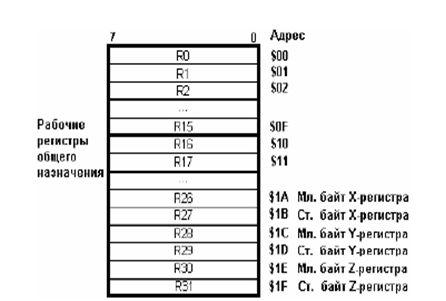 7 0 Адрес
R0 $00
R1 $01
R2 $02
...
R15 $0F
R16 $10
R17 $11
...
R26 $1A Мл. байт X-регистра
R27 $1B Ст. байт X-регистра
R28 $1C Мл. байт Y-регистра
R29 $1D Ст. байт Y-регистра
R30 $1E Мл. байт Z-регистра
R31 $1F Ст. байт Z-регистра
Рабочие
регистры
общего
назначения